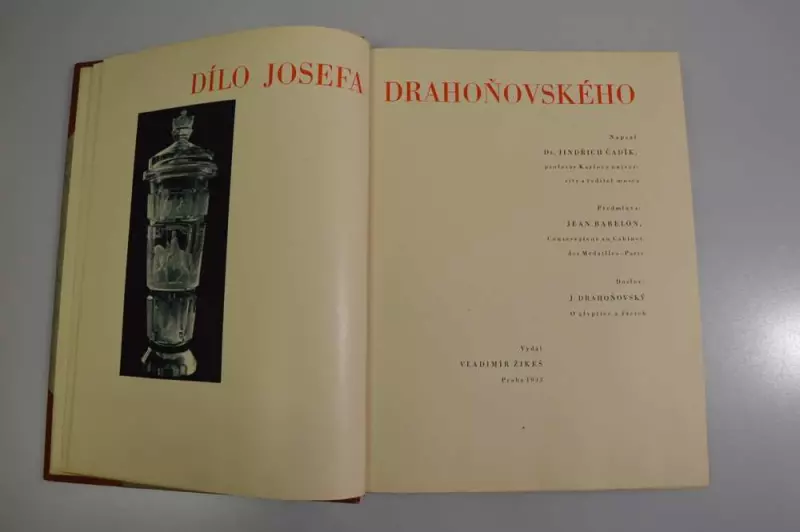 DÍLO JOSEFA DRAHOŇOVSKÉHO
Napsal
Dr. JINDŘICH ČADÍK,
profesor Karlovy univer-
sity a ředitel musea
Předmluva:
JEAN BABELON,
Conservateur au Cabinet
des Médailles-Paris
Doslov:
J. DRAHOŇOVSKÝ
O glyptice a
Vydal
VLADIMÍR ŽIKEŠ
Praha